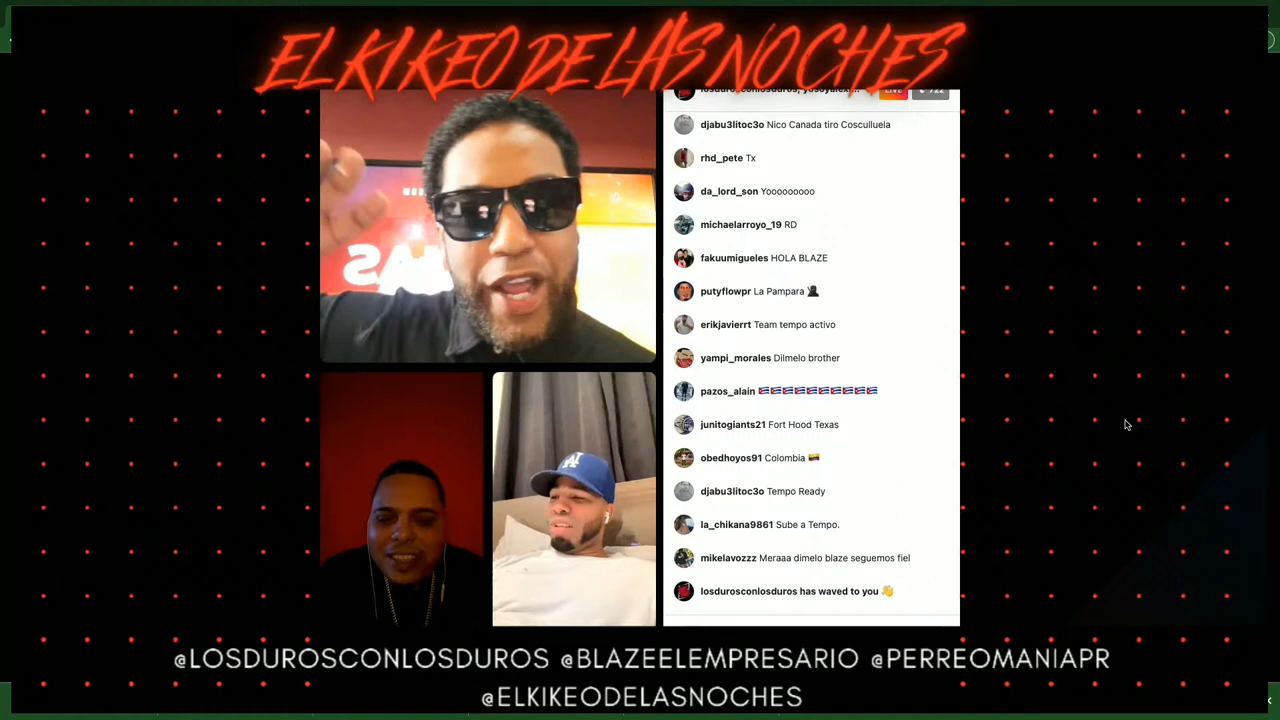 EL KIKEO DE LAS NOCHES
LIVE
722
djabu3litoc3o Nico Canada tiro Cosculluela
rhd_pete Tx
da_lord_son Yooooooooo
michaelarroyo_19 RD
fakuumigueles HOLA BLAZE
putyflowpr La Pampara
erikjavierrt Team tempo activo
yampi_morales Dilmelo brother
pazos_alain 🇨🇺🇨🇺🇨🇺🇨🇺🇨🇺🇨🇺🇨🇺🇨🇺🇨🇺🇨🇺
junitogiants21 Fort Hood Texas
obedhoyos91 Colombia 🇨🇴
djabu3litoc3o Tempo Ready
la_chikana9861 Sube a Tempo.
mikelavozzz Meraaa dimelo blaze seguemos fiel
losdurosconlosduros has waved to you 👋
LA
@LOSDUROSCONLOSDUROS @BLAZEELEMPRESARIO @PERREOMANIAPR
@ELKIKEODELASNOCHES